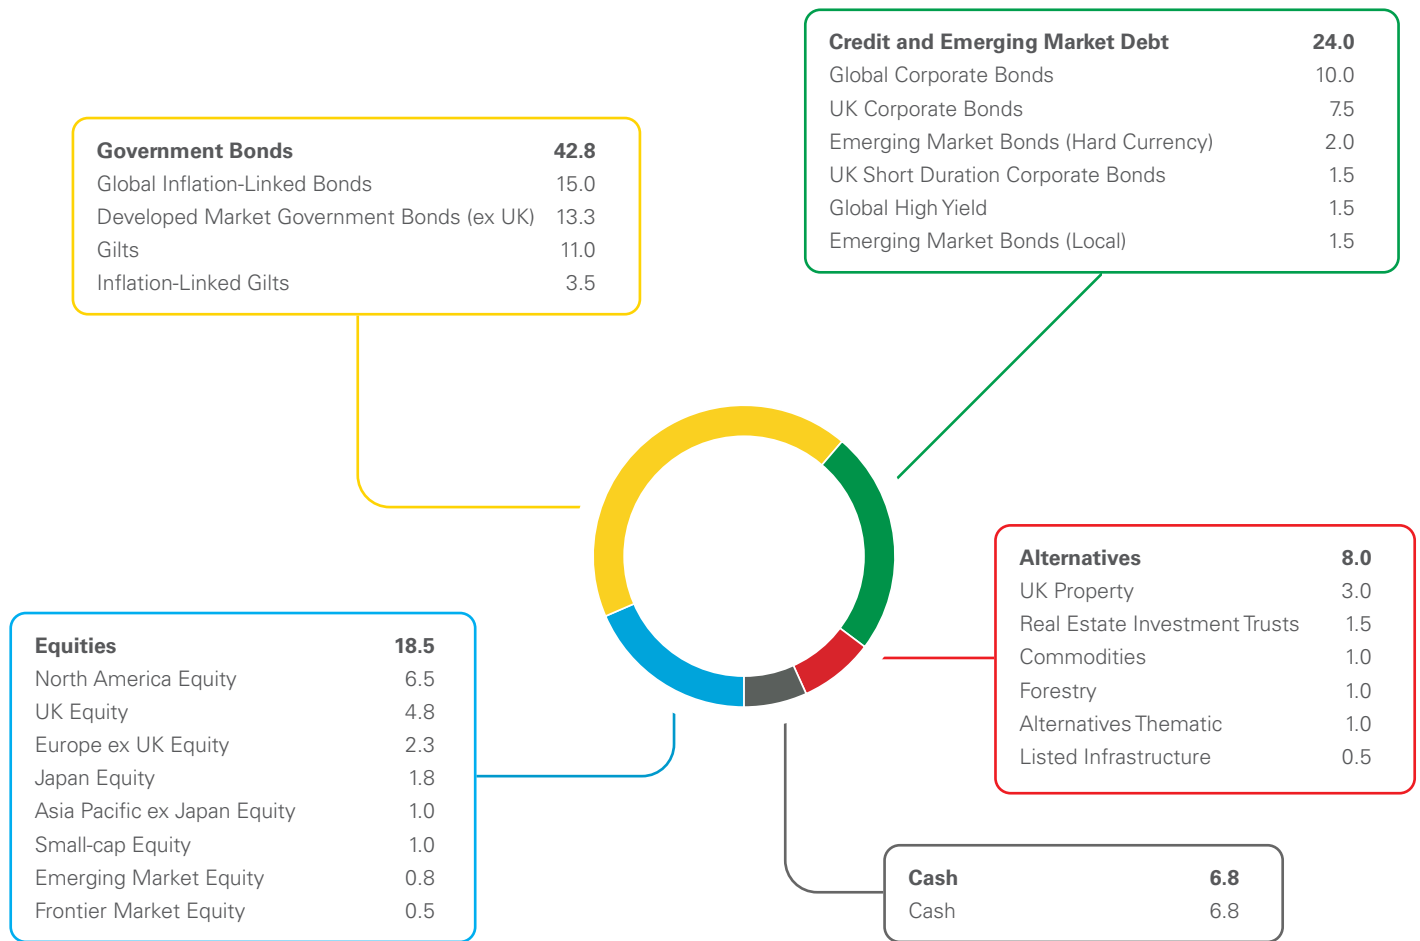 Credit and Emerging Market Debt 24.0
Global Corporate Bonds 10.0
UK Corporate Bonds 7.5
Emerging Market Bonds (Hard Currency) 2.0
UK Short Duration Corporate Bonds 1.5
Global High Yield 1.5
Emerging Market Bonds (Local) 1.5
Government Bonds 42.8
Global Inflation-Linked Bonds 15.0
Developed Market Government Bonds (ex UK) 13.3
Gilts 11.0
Inflation-Linked Gilts 3.5
Alternatives 8.0
UK Property 3.0
Real Estate Investment Trusts 1.5
Commodities 1.0
Forestry 1.0
Alternatives Thematic 1.0
Listed Infrastructure 0.5
Equities 18.5
North America Equity 6.5
UK Equity 4.8
Europe ex UK Equity 2.3
Japan Equity 1.8
Asia Pacific ex Japan Equity 1.0
Small-cap Equity 1.0
Emerging Market Equity 0.8
Frontier Market Equity 0.5
Cash 6.8
Cash 6.8